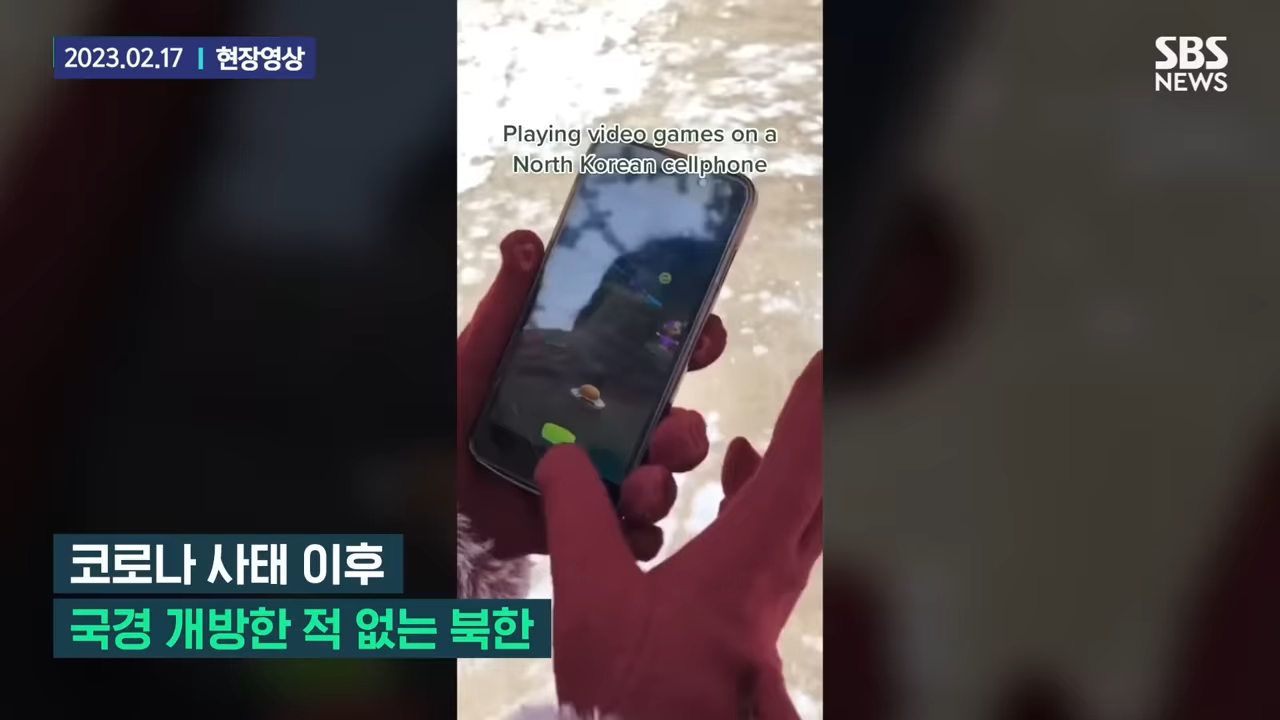 2023.02.17 | 현장영상
SBS
NEWS
Playing video games on a
North Korean cellphone
코로나 사태 이후
국경 개방한 적 없는 북한